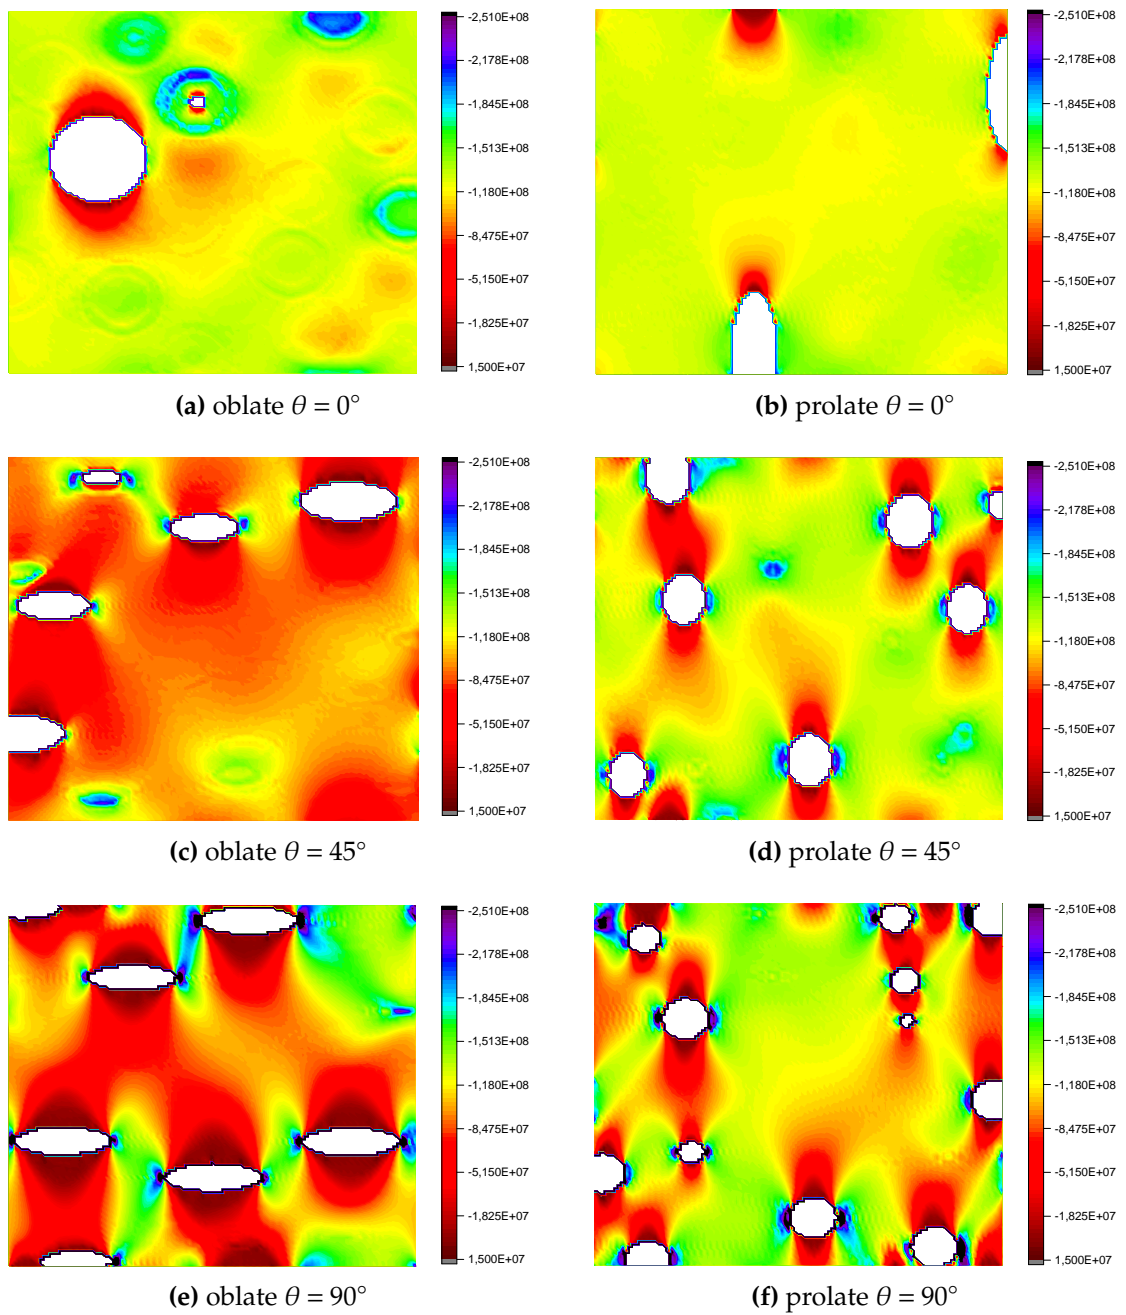 -2,510E+08
-2,178E+08
-1,845E+08
-1,513E+08
-1,180E+08
-8,475E+07
-5,150E+07
-1,825E+07
1,500E+07
(a) oblate θ = 0°
-2,510E+08
-2,178E+08
-1,845E+08
-1,513E+08
-1,180E+08
-8,475E+07
-5,150E+07
-1,825E+07
1,500E+07
(b) prolate θ = 0°
-2,510E+08
-2,178E+08
-1,845E+08
-1,513E+08
-1,180E+08
-8,475E+07
-5,150E+07
-1,825E+07
1,500E+07
(c) oblate θ = 45°
-2,510E+08
-2,178E+08
-1,845E+08
-1,513E+08
-1,180E+08
-8,475E+07
-5,150E+07
-1,825E+07
1,500E+07
(d) prolate θ = 45°
-2,510E+08
-2,178E+08
-1,845E+08
-1,513E+08
-1,180E+08
-8,475E+07
-5,150E+07
-1,825E+07
1,500E+07
(e) oblate θ = 90°
-2,510E+08
-2,178E+08
-1,845E+08
-1,513E+08
-1,180E+08
-8,475E+07
-5,150E+07
-1,825E+07
1,500E+07
(f) prolate θ = 90°